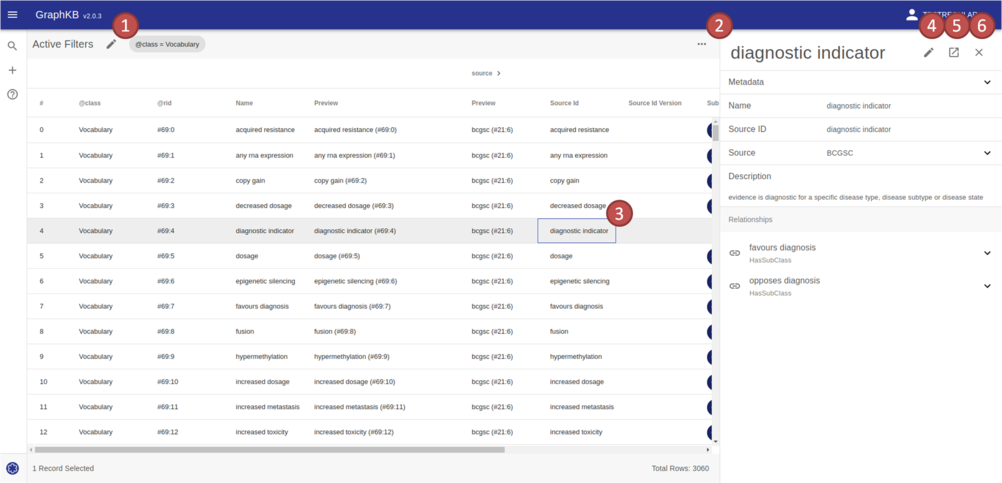 GraphKB v2.0.3
1 2 4 5 6
Active Filters @class = Vocabulary
diagnostic indicator
source
Metadata
# @class @rid Name Preview Preview Source Id Source Id Version Sub
Name diagnostic indicator
Source ID diagnostic indicator
Source BCGSC
Description
evidence is diagnostic for a specific disease type, disease subtype or disease state
Relationships
favours diagnosis
HasSubClass
opposes diagnosis
HasSubClass
0 Vocabulary #69:0 acquired resistance acquired resistance (#69:0) bcgsc (#21:6) acquired resistance
1 Vocabulary #69:1 any rna expression any rna expression (#69:1) bcgsc (#21:6) any rna expression
2 Vocabulary #69:2 copy gain copy gain (#69:2) bcgsc (#21:6) copy gain
3 Vocabulary #69:3 decreased dosage decreased dosage (#69:3) bcgsc (#21:6) decreased dosage
3
4 Vocabulary #69:4 diagnostic indicator diagnostic indicator (#69:4) bcgsc (#21:6) diagnostic indicator
5 Vocabulary #69:5 dosage dosage (#69:5) bcgsc (#21:6) dosage
6 Vocabulary #69:6 epigenetic silencing epigenetic silencing (#69:6) bcgsc (#21:6) epigenetic silencing
7 Vocabulary #69:7 favours diagnosis favours diagnosis (#69:7) bcgsc (#21:6) favours diagnosis
8 Vocabulary #69:8 fusion fusion (#69:8) bcgsc (#21:6) fusion
9 Vocabulary #69:9 hypermethylation hypermethylation (#69:9) bcgsc (#21:6) hypermethylation
10 Vocabulary #69:10 increased dosage increased dosage (#69:10) bcgsc (#21:6) increased dosage
11 Vocabulary #69:11 increased metastasis increased metastasis (#69:11) bcgsc (#21:6) increased metastasis
12 Vocabulary #69:12 increased toxicity increased toxicity (#69:12) bcgsc (#21:6) increased toxicity
1 Record Selected Total Rows: 3060